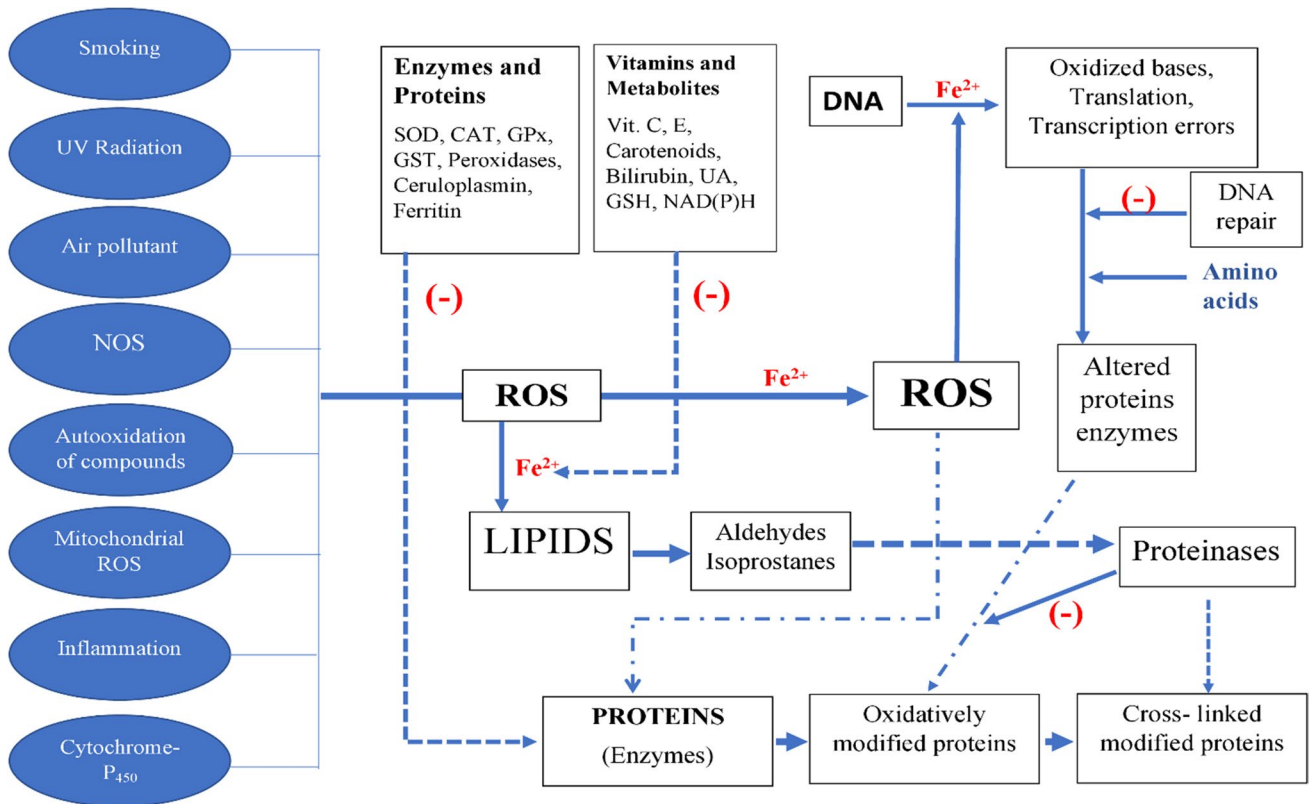 Smoking
UV Radiation
Air pollutant
NOS
Autooxidation
of compounds
Mitochondrial
ROS
Inflammation
Cytochrome-
P₄₅₀
Enzymes and
Proteins
SOD, CAT, GPx,
GST, Peroxidases,
Ceruloplasmin,
Ferritin
(-)
Vitamins and
Metabolites
Vit. C, E,
Carotenoids,
Bilirubin, UA,
GSH, NAD(P)H
(-)
DNA
Fe²⁺
Oxidized bases,
Translation,
Transcription errors
(-)
DNA
repair
Amino
acids
ROS
Fe²⁺
ROS
Altered
proteins
enzymes
Fe²⁺
LIPIDS
Aldehydes
Isoprostanes
Proteinases
(-)
PROTEINS
(Enzymes)
Oxidatively
modified proteins
Cross- linked
modified proteins